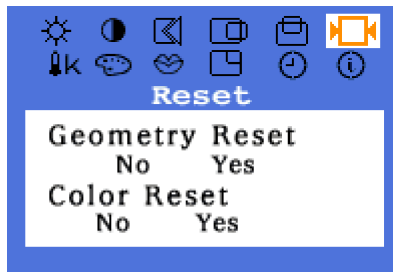 K
Reset
Geometry Reset
No Yes
Color Reset
No Yes